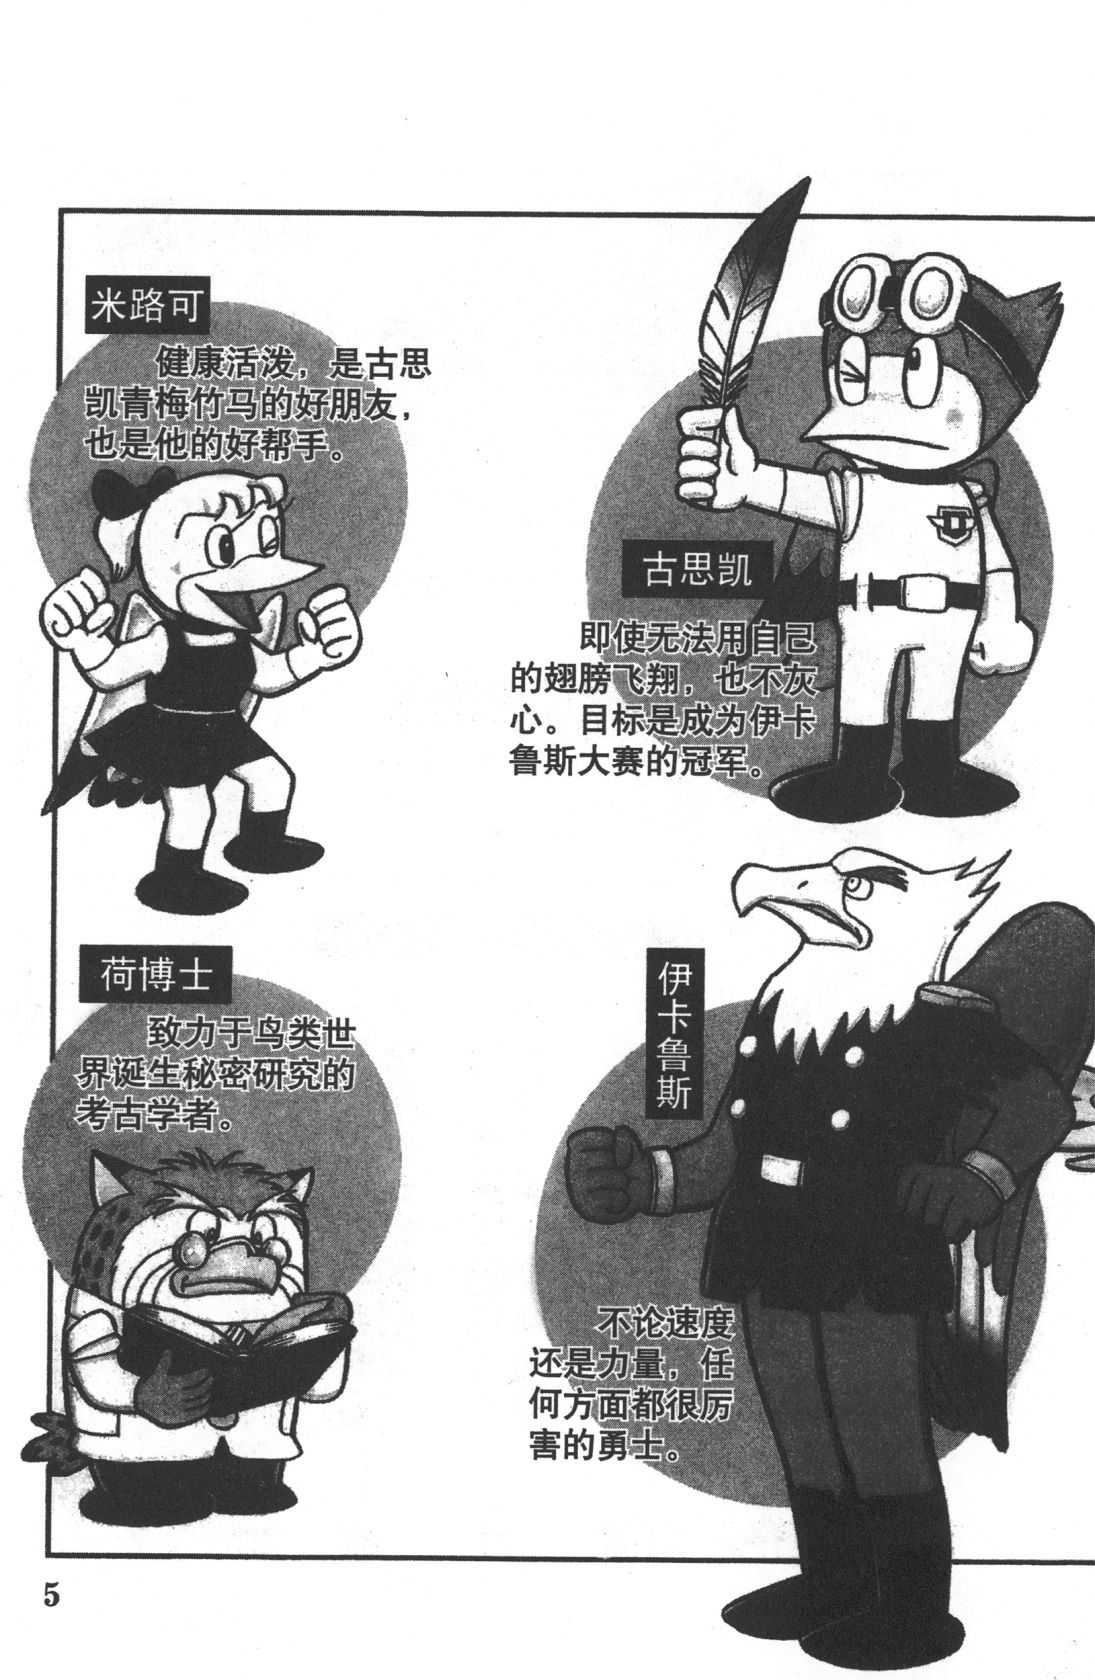 米路可
健康活泼，是古思
凯青梅竹马的好朋友，
也是他的好帮手。
古思凯
即使无法用自己
的翅膀飞翔，也不灰
心。目标是成为伊卡
鲁斯大赛的冠军。
荷博士
致力于鸟类世
界诞生秘密研究的
考古学者。
伊卡鲁斯
不论速度
还是力量，任
何方面都很厉
害的勇士。
5